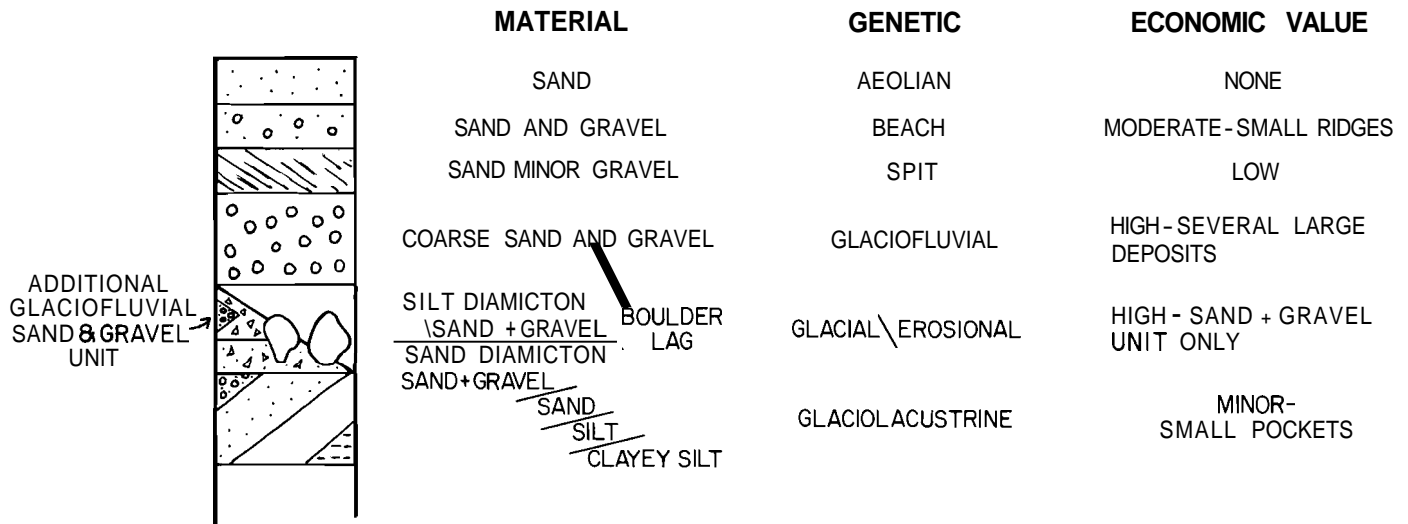 MATERIAL GENETIC ECONOMIC VALUE
SAND AEOLIAN NONE
SAND AND GRAVEL BEACH MODERATE-SMALL RIDGES
SAND MINOR GRAVEL SPIT LOW
COARSE SAND AND GRAVEL GLACIOFLUVIAL HIGH-SEVERAL LARGE
DEPOSITS
ADDITIONAL
GLACIOFLUVIAL
SAND & GRAVEL
UNIT
SILT DIAMICTON
\SAND + GRAVEL
BOULDER
LAG
GLACIAL\EROSIONAL
HIGH- SAND + GRAVEL
UNIT ONLY
SAND DIAMICTON
SAND+GRAVEL
SAND
SILT
CLAYEY SILT
GLACIOLACUSTRINE
MINOR-
SMALL POCKETS